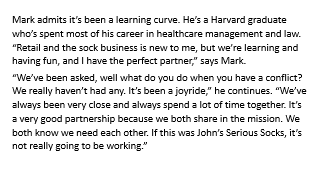 Mark admits it’s been a learning curve. He’s a Harvard graduate
who’s spent most of his career in healthcare management and law.
“Retail and the sock business is new to me, but we’re learning and
having fun, and I have the perfect partner,” says Mark.
“We’ve been asked, well what do you do when you have a conflict?
We really haven’t had any. It’s been a joyride,” he continues. “We’ve
always been very close and always spend a lot of time together. It’s
a very good partnership because we both share in the mission. We
both know we need each other. If this was John’s Serious Socks, it’s
not really going to be working.”